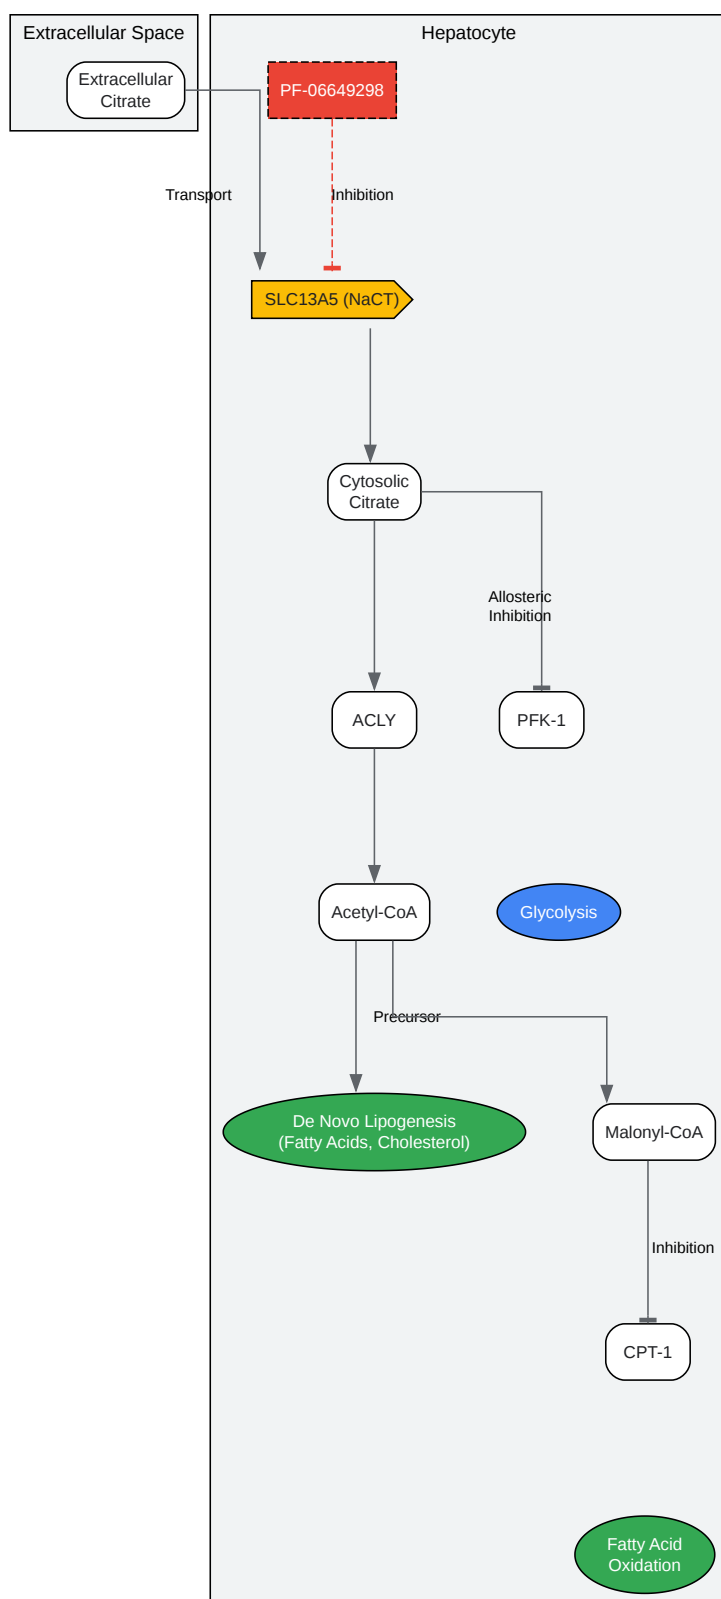 Extracellular Space
Hepatocyte
Extracellular
Citrate
PF-06649298
Transport
Inhibition
SLC13A5 (NaCT)
Cytosolic
Citrate
Allosteric
Inhibition
ACLY
PFK-1
Acetyl-CoA
Glycolysis
Precursor
De Novo Lipogenesis
(Fatty Acids, Cholesterol)
Malonyl-CoA
Inhibition
CPT-1
Fatty Acid
Oxidation